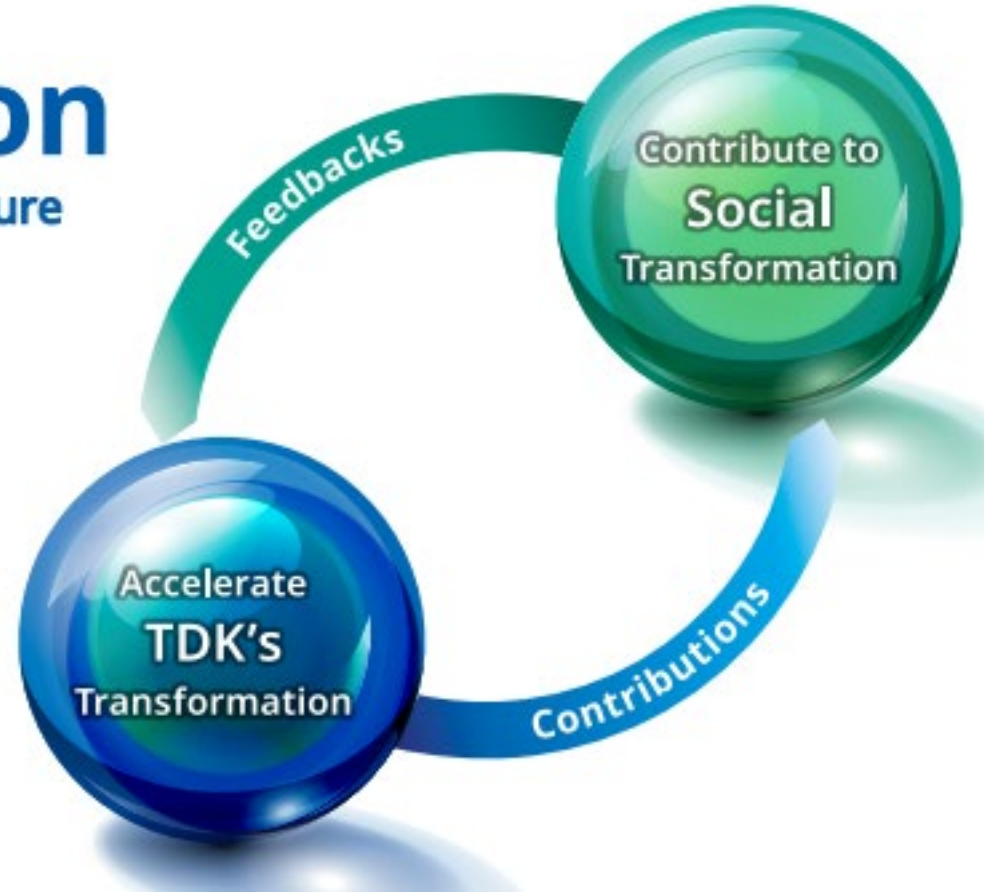 on
ure
Feedbacks
Contribute to
Social
Transformation
Accelerate
TDK's
Transformation
Contributions